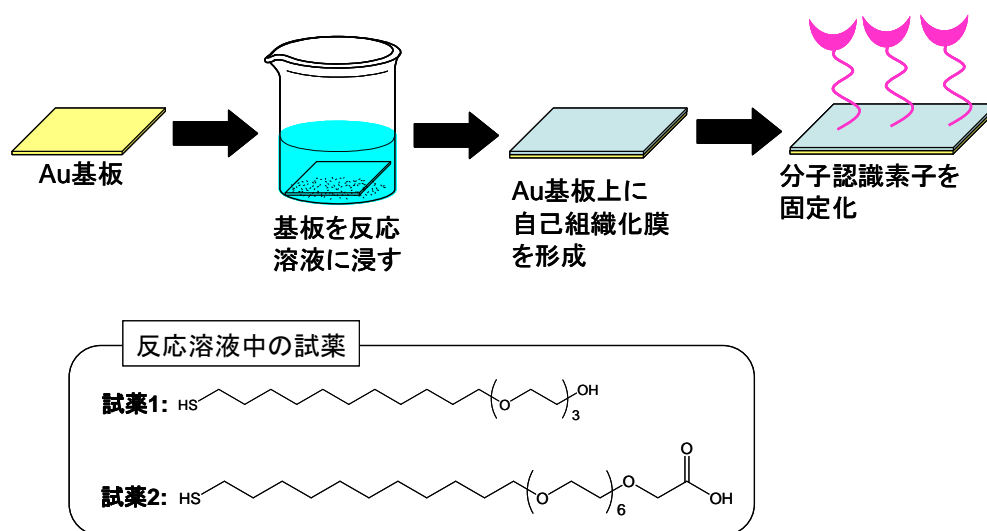 Au基板
基板を反応
溶液に浸す
Au基板上に
自己組織化膜
を形成
分子認識素子を
固定化
反応溶液中の試薬
試薬1: HS O OH 3
試薬2: HS O O O OH 6